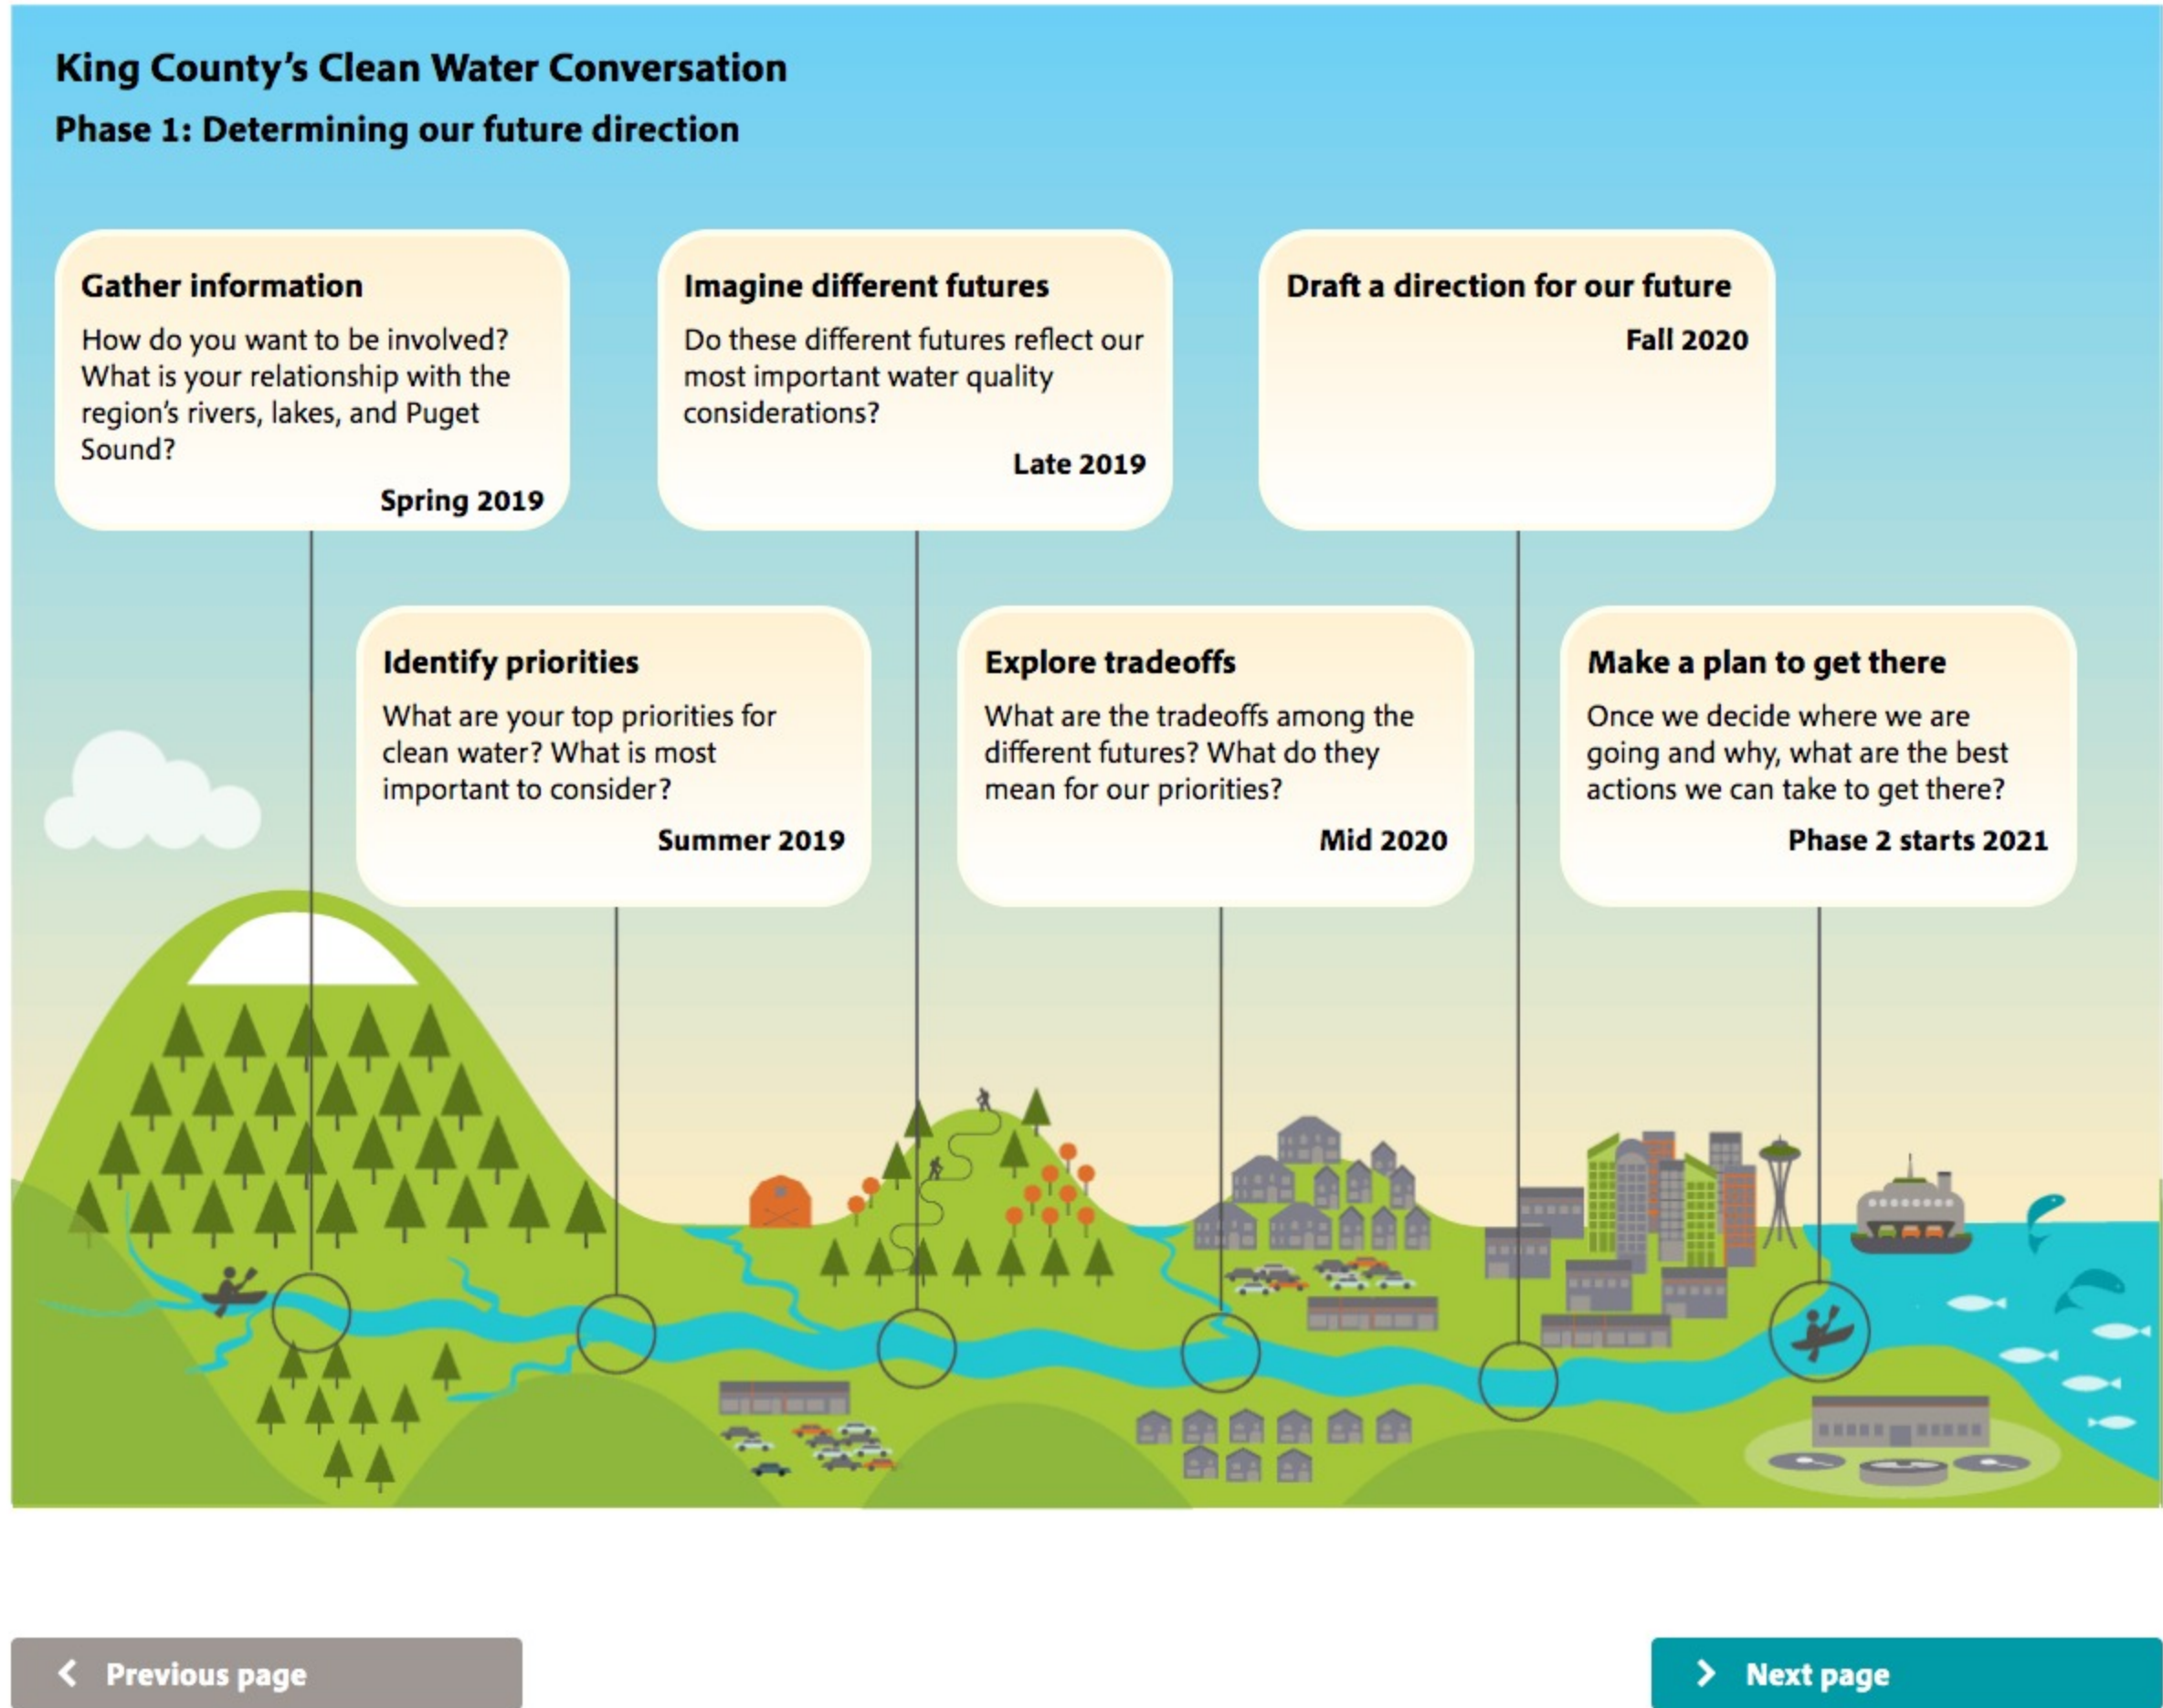 King County’s Clean Water Conversation
Phase 1: Determining our future direction
Gather information
How do you want to be involved?
What is your relationship with the
region’s rivers, lakes, and Puget
Sound?
Spring 2019
Identify priorities
What are your top priorities for
clean water? What is most
important to consider?
Summer 2019
Imagine different futures
Do these different futures reflect our
most important water quality
considerations?
Late 2019
Explore tradeoffs
What are the tradeoffs among the
different futures? What do they
mean for our priorities?
Mid 2020
Draft a direction for our future
Fall 2020
Make a plan to get there
Once we decide where we are
going and why, what are the best
actions we can take to get there?
Phase 2 starts 2021
Previous page
Next page